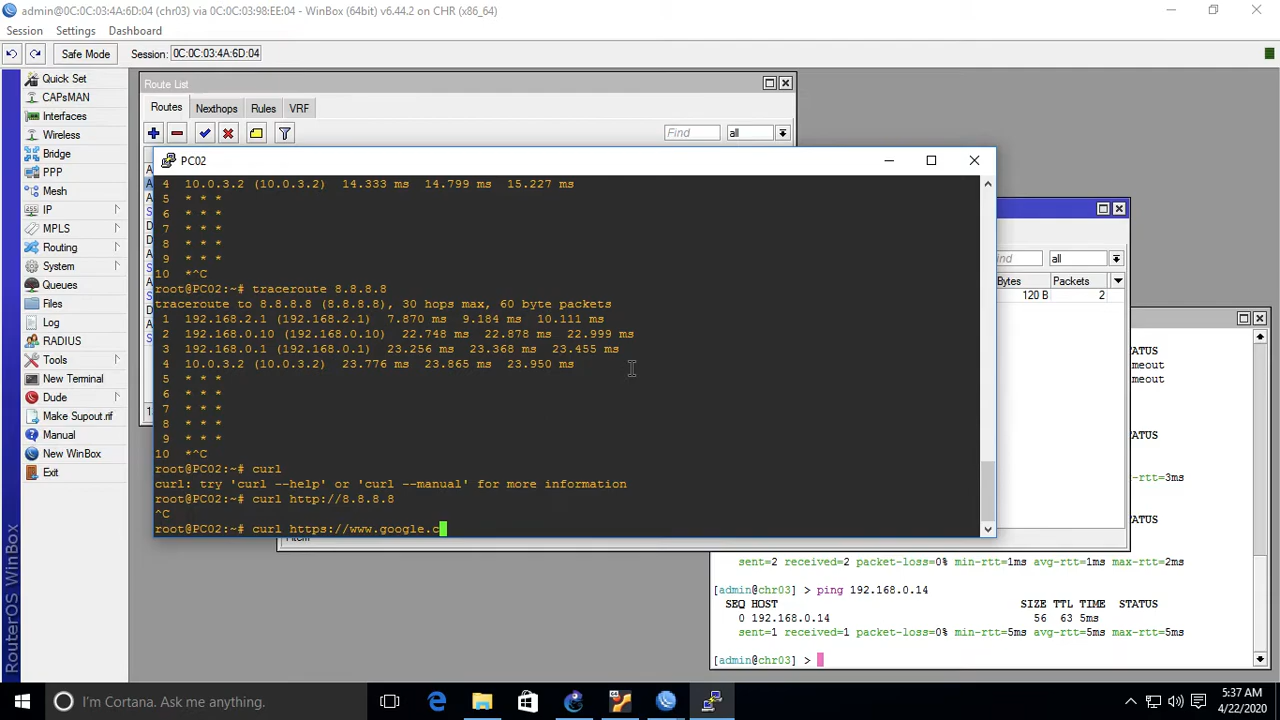 admin@0C:0C:03:4A:6D:04 (chr03) via 0C:0C:03:98:EE:04 - WinBox (64bit) v6.44.2 on CHR (x86_64)
Session Settings Dashboard
Safe Mode Session: 0C:0C:03:4A:6D:04
Quick Set
CAPsMAN
Interfaces
Wireless
Bridge
PPP
Mesh
IP
MPLS
Routing
System
Queues
Files
Log
RADIUS
Tools
New Terminal
Dude
Make Supout.rif
Manual
New WinBox
Exit
RouterOS WinBox
Route List
Routes Nexthops Rules VRF
Find all
PC02
4 10.0.3.2 (10.0.3.2) 14.333 ms 14.799 ms 15.227 ms
5 * * *
6 * * *
7 * * *
8 * * *
9 * * *
10 *^C
root@PC02:~# traceroute 8.8.8.8
traceroute to 8.8.8.8 (8.8.8.8), 30 hops max, 60 byte packets
1 192.168.2.1 (192.168.2.1) 7.870 ms 9.184 ms 10.111 ms
2 192.168.0.10 (192.168.0.10) 22.748 ms 22.878 ms 22.999 ms
3 192.168.0.1 (192.168.0.1) 23.256 ms 23.368 ms 23.455 ms
4 10.0.3.2 (10.0.3.2) 23.776 ms 23.865 ms 23.950 ms
5 * * *
6 * * *
7 * * *
8 * * *
9 * * *
10 *^C
root@PC02:~# curl
curl: try 'curl --help' or 'curl --manual' for more information
root@PC02:~# curl http://8.8.8.8
^C
root@PC02:~# curl https://www.google.c
ind all
Bytes Packets
120 B 2
TATUS
meout
meout
TATUS
-rtt=3ms
TATUS
sent=2 received=2 packet-loss=0% min-rtt=1ms avg-rtt=1ms max-rtt=2ms
[admin@chr03] > ping 192.168.0.14
SEQ HOST SIZE TTL TIME STATUS
0 192.168.0.14 56 63 5ms
sent=1 received=1 packet-loss=0% min-rtt=5ms avg-rtt=5ms max-rtt=5ms
[admin@chr03] >
I'm Cortana. Ask me anything.
5:37 AM
4/22/2020